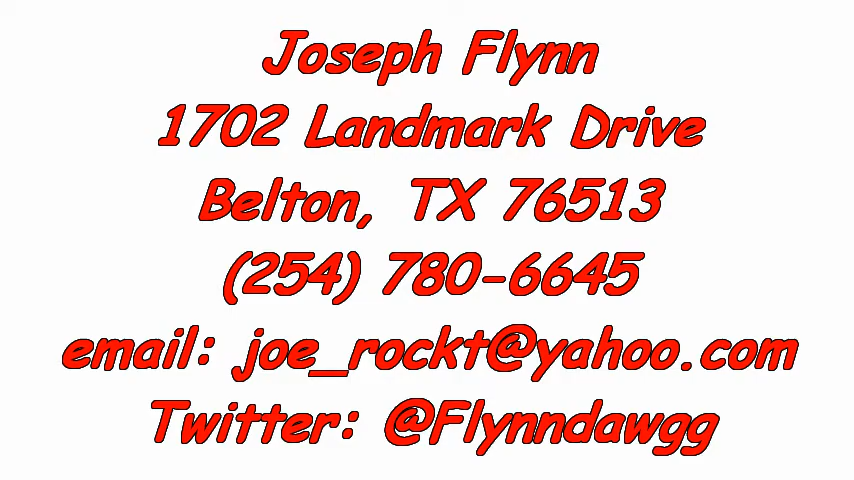 Joseph Flynn
1702 Landmark Drive
Belton, TX 76513
(254) 780-6645
email: joe_rockt@yahoo.com
Twitter: @Flynndawgg